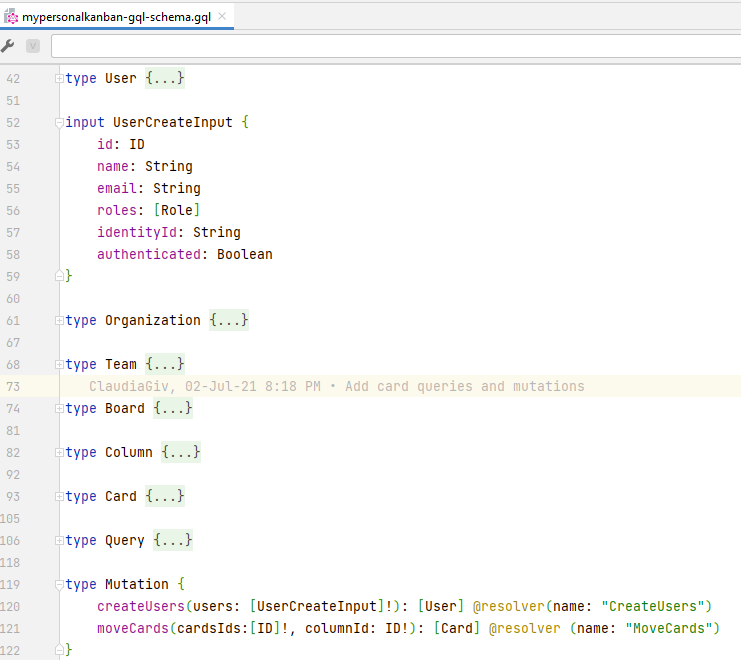 mypersonalkanban-gql-schema.gql
V
42 type User {...}
51
52 input UserCreateInput {
53 id: ID
54 name: String
55 email: String
56 roles: [Role]
57 identityId: String
58 authenticated: Boolean
59 }
60
61 type Organization {...}
67
68 type Team {...}
73 ClaudiaGiv, 02-Jul-21 8:18 PM • Add card queries and mutations
74 type Board {...}
81
82 type Column {...}
92
93 type Card {...}
105
106 type Query {...}
118
119 type Mutation {
120 createUsers(users: [UserCreateInput]!): [User] @resolver(name: "CreateUsers")
121 moveCards(cardsIds:[ID]!, columnId: ID!): [Card] @resolver (name: "MoveCards")
122 }